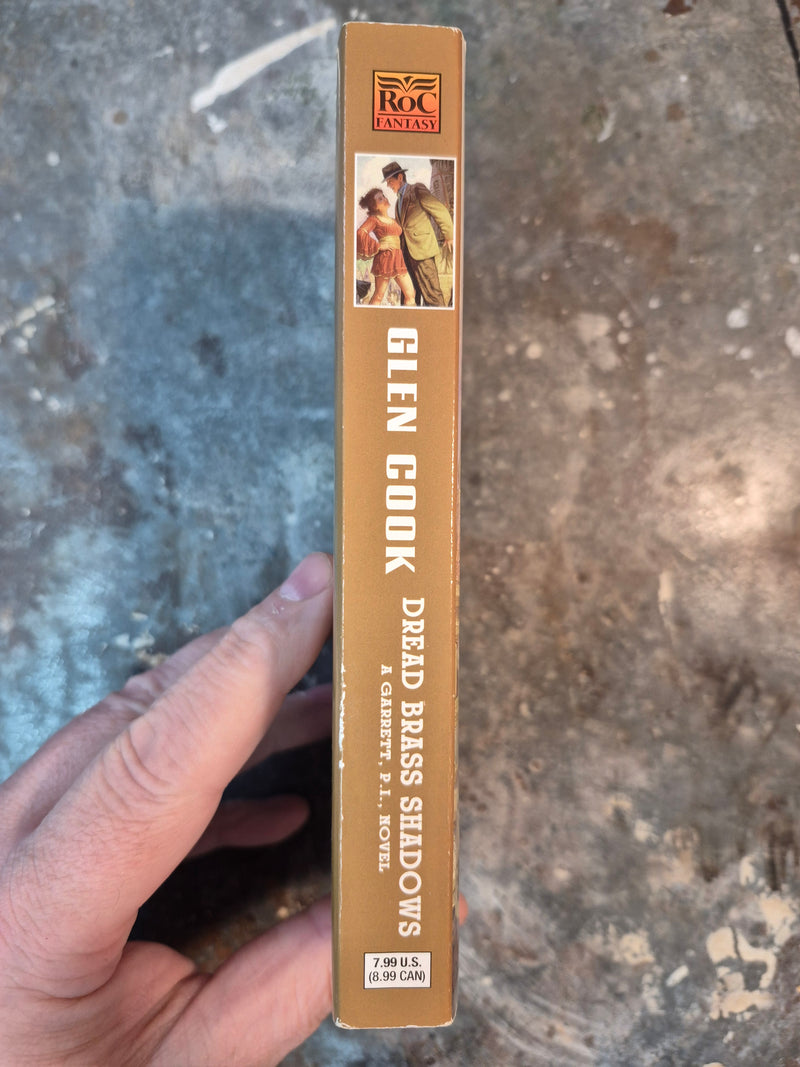 RoC
FANTASY
GLEN COOK
DREAD BRASS SHADOWS
A GARRETT, P.I., NOVEL
7.99 U.S.
(8.99 CAN)